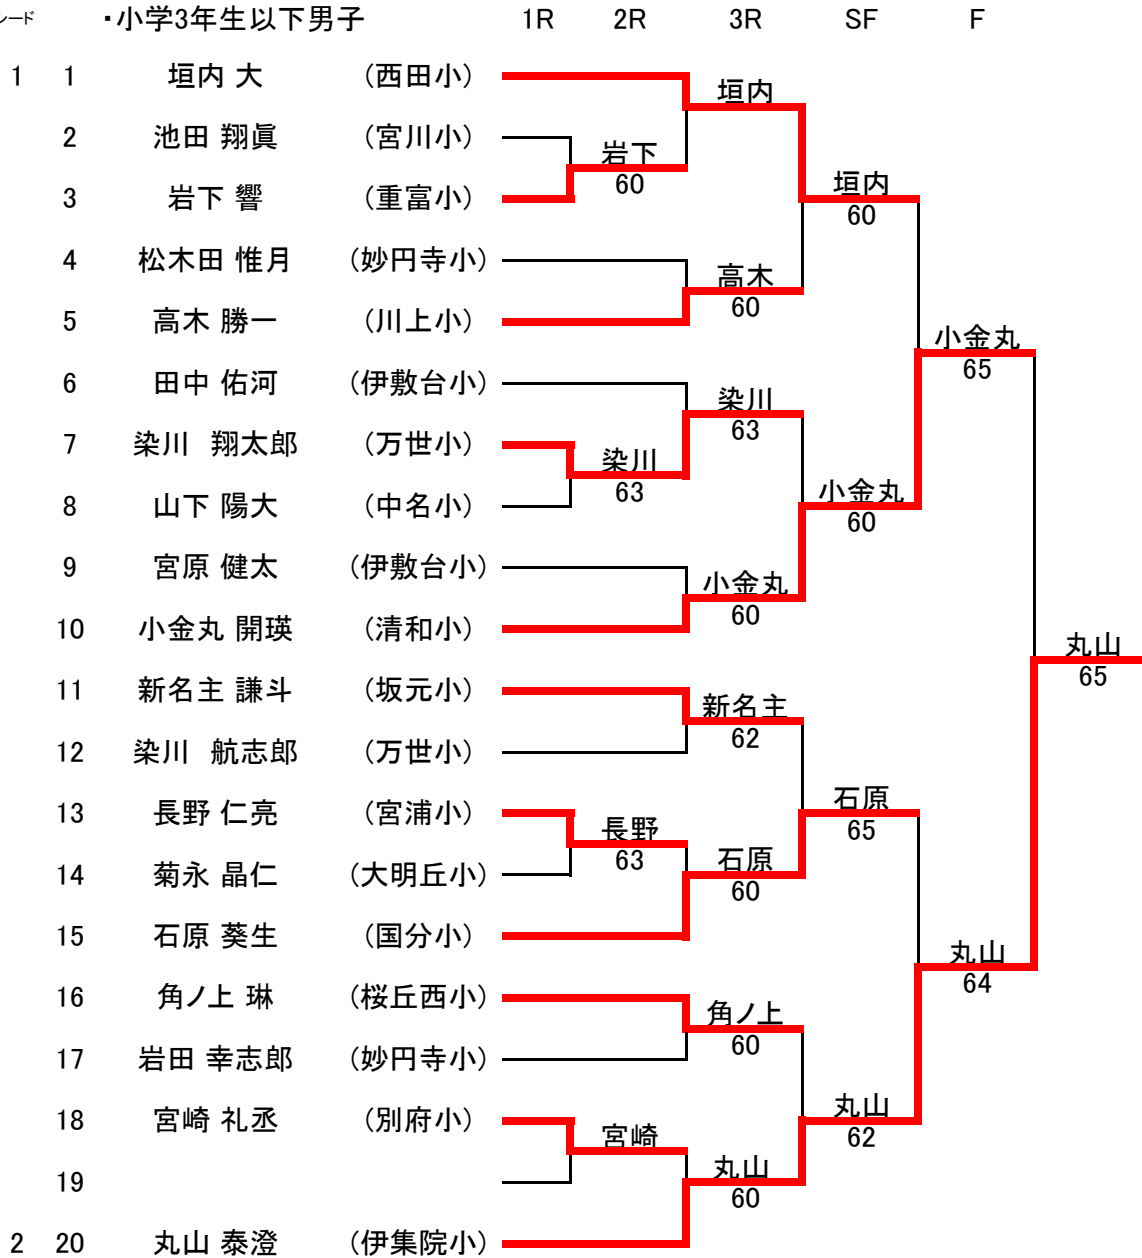 シード ・小学3年生以下男子 1R 2R 3R SF F
1 1 垣内 大 (西田小)
垣内
2 池田 翔眞 (宮川小)
岩下
60
3 岩下 響 (重富小)
垣内
60
4 松木田 惟月 (妙円寺小)
高木
60
5 高木 勝一 (川上小)
小金丸
65
6 田中 佑河 (伊敷台小)
染川
63
7 染川 翔太郎 (万世小)
染川
63
8 山下 陽大 (中名小)
小金丸
60
9 宮原 健太 (伊敷台小)
小金丸
60
10 小金丸 開瑛 (清和小)
丸山
65
11 新名主 謙斗 (坂元小)
新名主
62
12 染川 航志郎 (万世小)
13 長野 仁亮 (宮浦小)
石原
65
長野
63
14 菊永 晶仁 (大明丘小)
石原
60
15 石原 葵生 (国分小)
丸山
64
16 角ノ上 琳 (桜丘西小)
角ノ上
60
17 岩田 幸志郎 (妙円寺小)
18 宮崎 礼丞 (別府小)
丸山
62
宮崎
19
丸山
60
2 20 丸山 泰澄 (伊集院小)